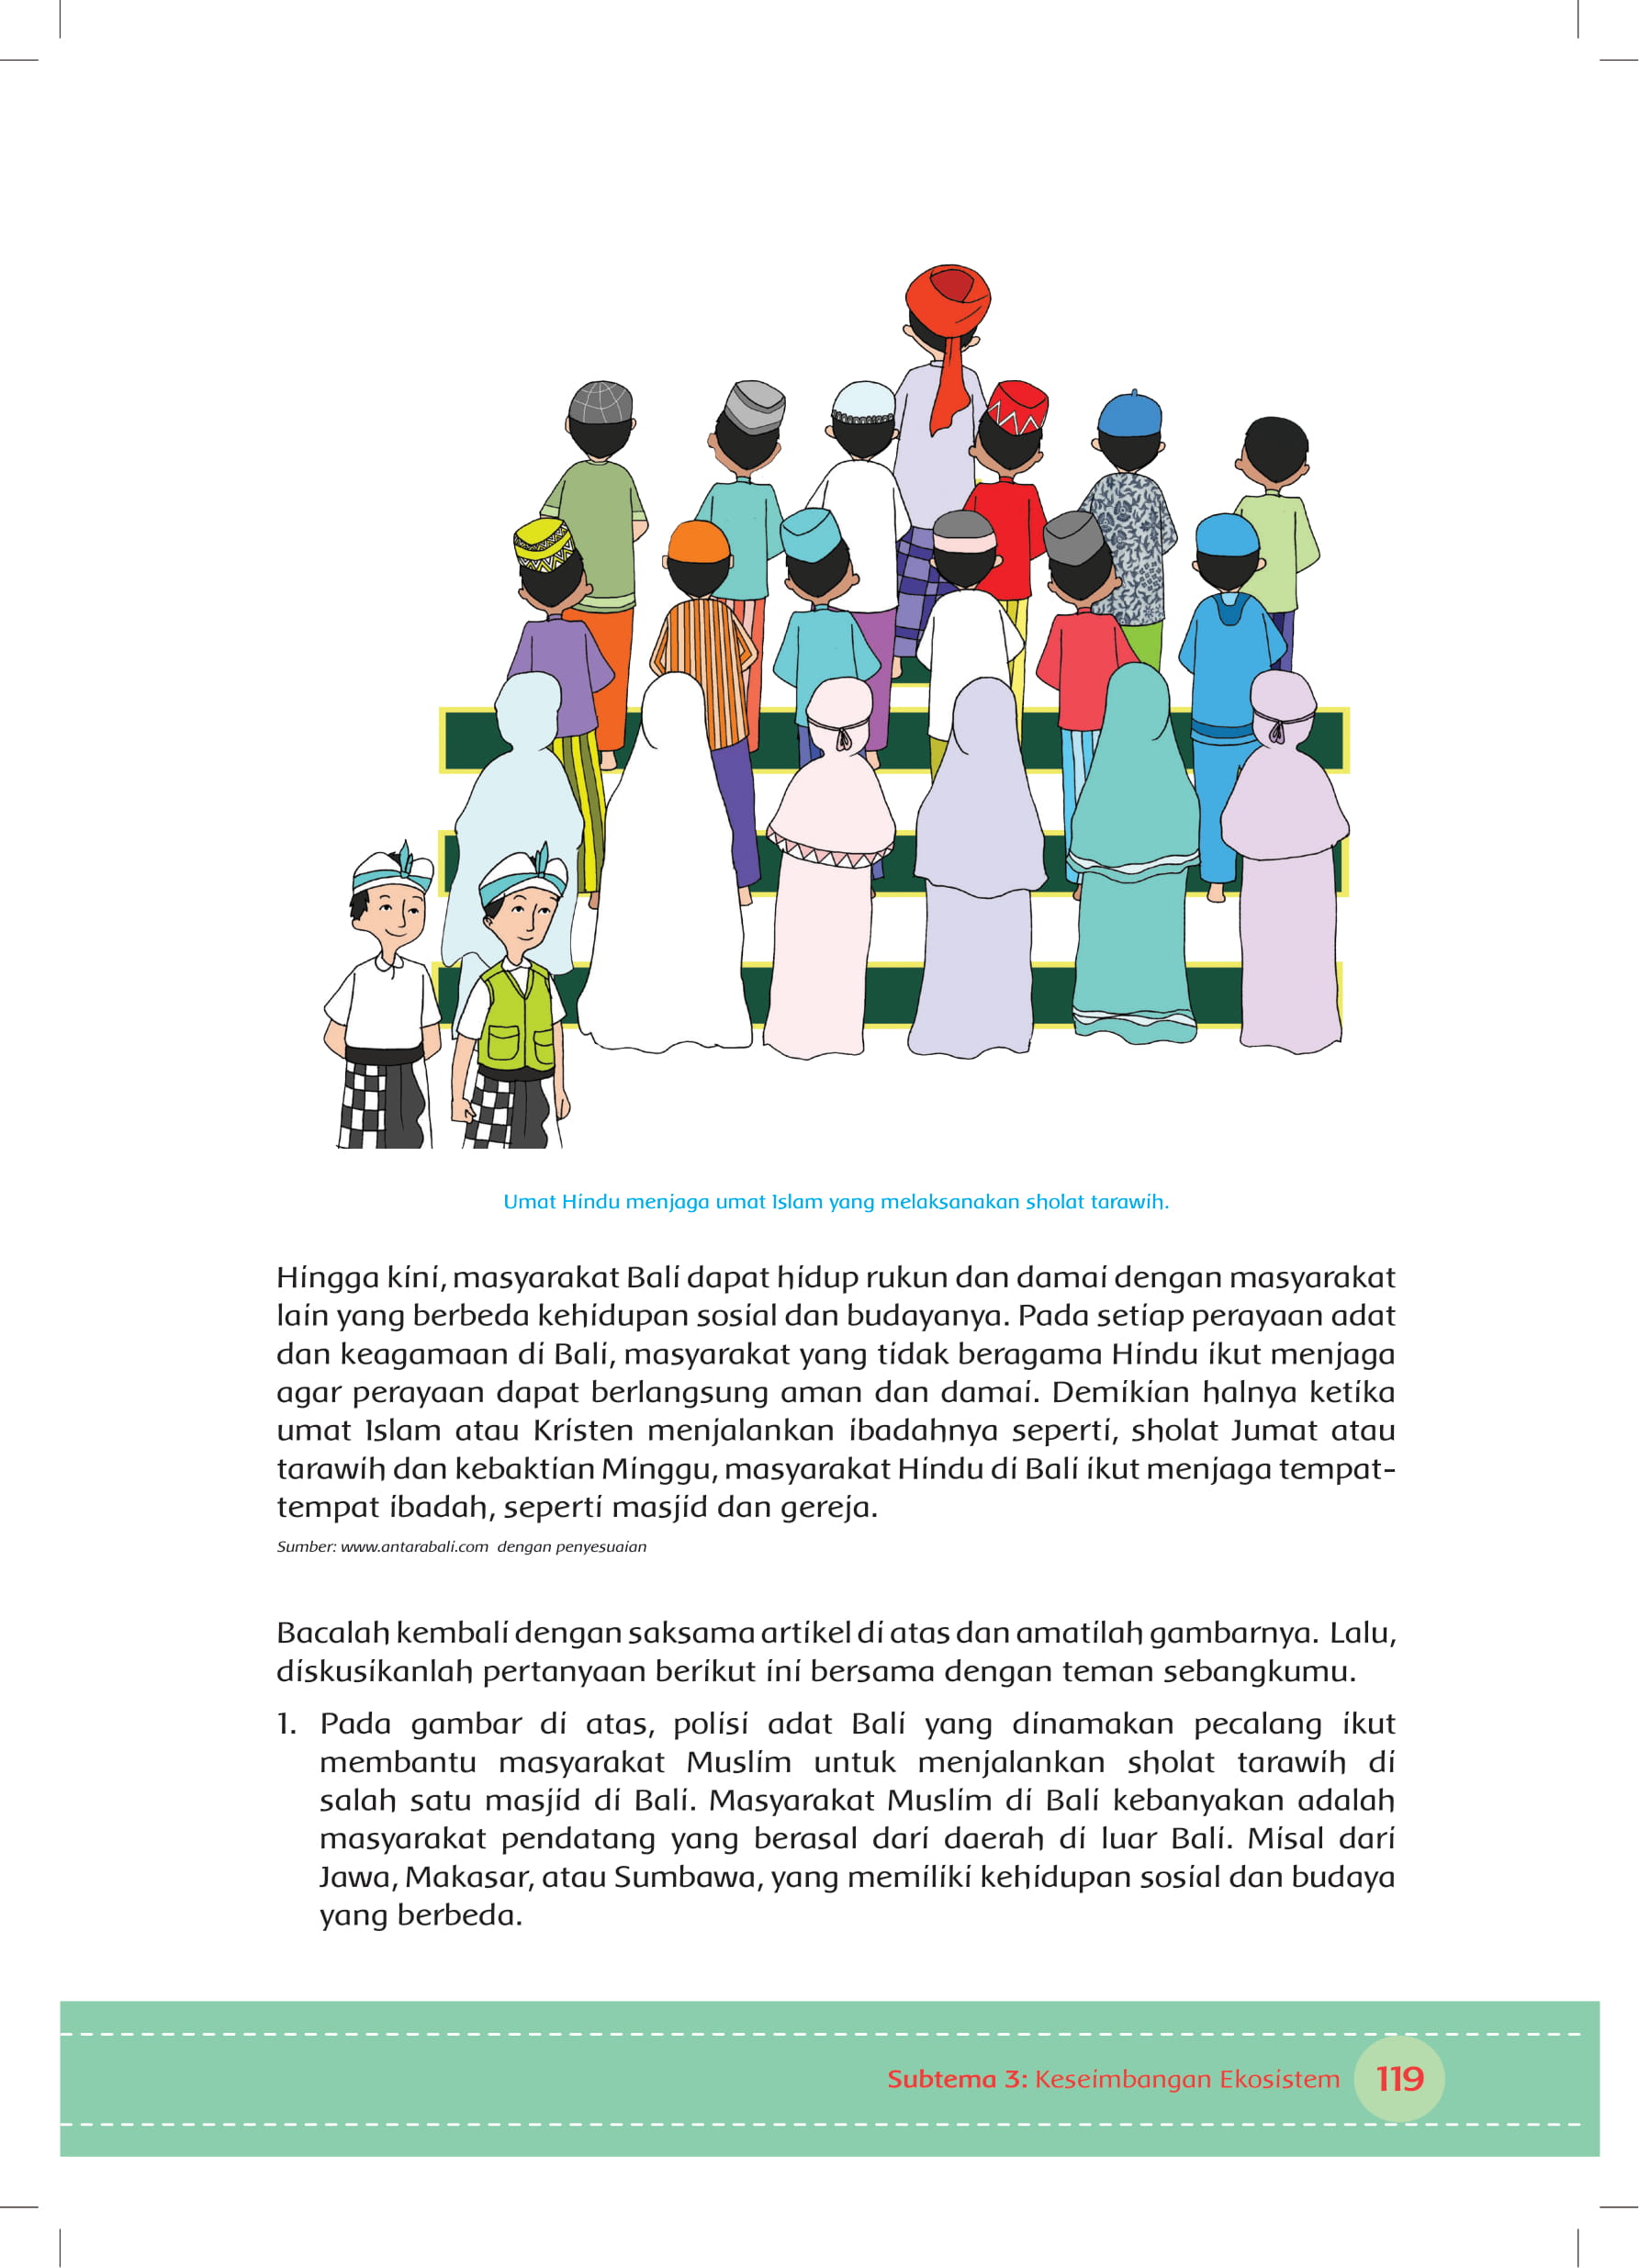 Umat Hindu menjaga umat Islam yang melaksanakan sholat tarawih.
Hingga kini, masyarakat Bali dapat hidup rukun dan damai dengan masyarakat
lain yang berbeda kehidupan sosial dan budayanya. Pada setiap perayaan adat
dan keagamaan di Bali, masyarakat yang tidak beragama Hindu ikut menjaga
agar perayaan dapat berlangsung aman dan damai. Demikian halnya ketika
umat Islam atau Kristen menjalankan ibadahnya seperti, sholat Jumat atau
tarawih dan kebaktian Minggu, masyarakat Hindu di Bali ikut menjaga tempat-
tempat ibadah, seperti masjid dan gereja.
Sumber: www.antarabali.com dengan penyesuaian
Bacalah kembali dengan saksama artikel di atas dan amatilah gambarnya. Lalu,
diskusikanlah pertanyaan berikut ini bersama dengan teman sebangkumu.
1. Pada gambar di atas, polisi adat Bali yang dinamakan pecalang ikut
membantu masyarakat Muslim untuk menjalankan sholat tarawih di
salah satu masjid di Bali. Masyarakat Muslim di Bali kebanyakan adalah
masyarakat pendatang yang berasal dari daerah di luar Bali. Misal dari
Jawa, Makasar, atau Sumbawa, yang memiliki kehidupan sosial dan budaya
yang berbeda.
Subtema 3: Keseimbangan Ekosistem 119